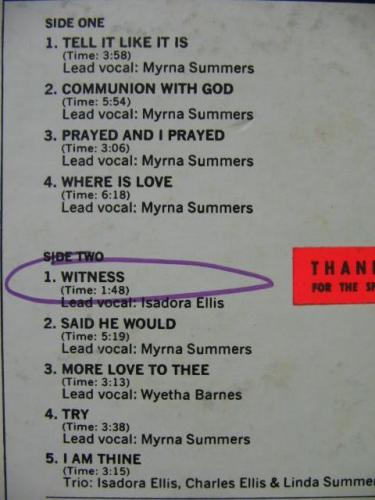 SIDE ONE
1. TELL IT LIKE IT IS
(Time: 3:58)
Lead vocal: Myrna Summers
2. COMMUNION WITH GOD
(Time: 5:54)
Lead vocal: Myrna Summers
3. PRAYED AND I PRAYED
(Time: 3:06)
Lead vocal: Myrna Summers
4. WHERE IS LOVE
(Time: 6:18)
Lead vocal: Myrna Summers
SIDE TWO
1. WITNESS
(Time: 1:48)
Lead vocal: Isadora Ellis
2. SAID HE WOULD
(Time: 5:19)
Lead vocal: Myrna Summers
3. MORE LOVE TO THEE
(Time: 3:13)
Lead vocal: Wyetha Barnes
4. TRY
(Time: 3:38)
Lead vocal: Myrna Summers
5. I AM THINE
(Time: 3:15)
Trio: Isadora Ellis, Charles Ellis & Linda Summe
THAN
FOR THE SP